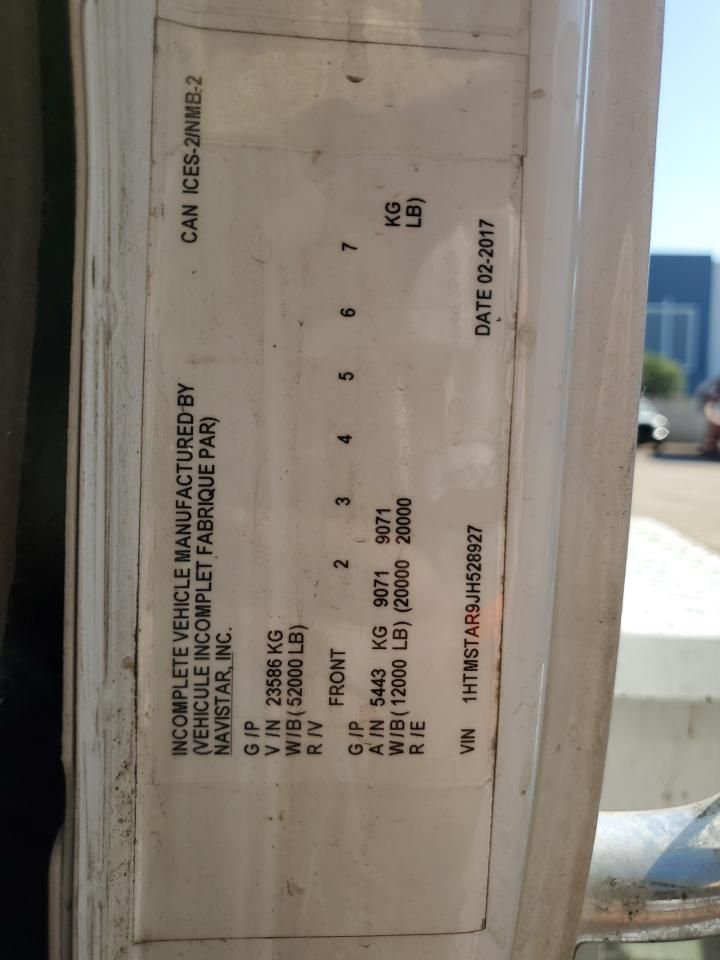 INCOMPLETE VEHICLE MANUFACTURED BY
(VEHICULE INCOMPLET FABRIQUE PAR) CAN ICES-2/NMB-2
NAVISTAR, INC.
G /P
V /N 23586 KG
W/B ( 52000 LB)
R /V
FRONT 2 3 4 5 6 7
G /P
A /N 5443 KG 9071 9071 KG
W/B ( 12000 LB) (20000 20000 LB)
R /E
VIN 1HTMSTAR9JH528927 DATE 02-2017